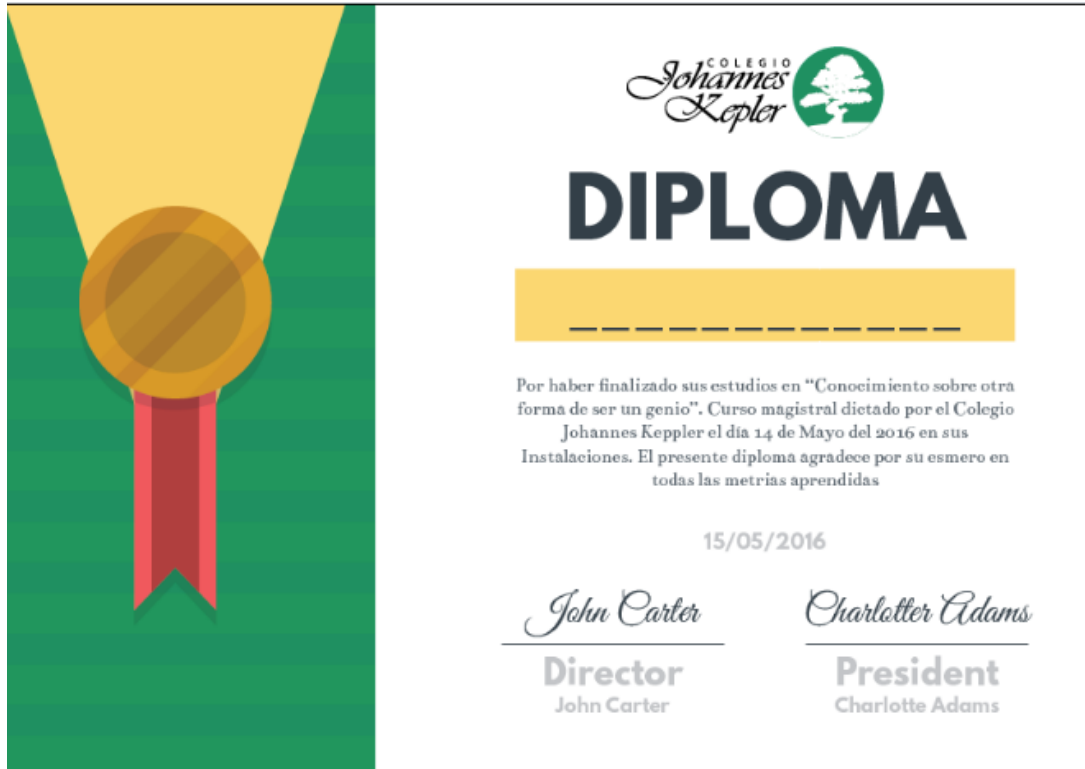 COLEGIO
Johannes
Kepler
DIPLOMA
____________
Por haber finalizado sus estudios en “Conocimiento sobre otra
forma de ser un genio”. Curso magistral dictado por el Colegio
Johannes Keppler el día 14 de Mayo del 2016 en sus
Instalaciones. El presente diploma agradece por su esmero en
todas las metrias aprendidas
15/05/2016
John Carter
Charlotter Adams
Director
President
John Carter
Charlotte Adams